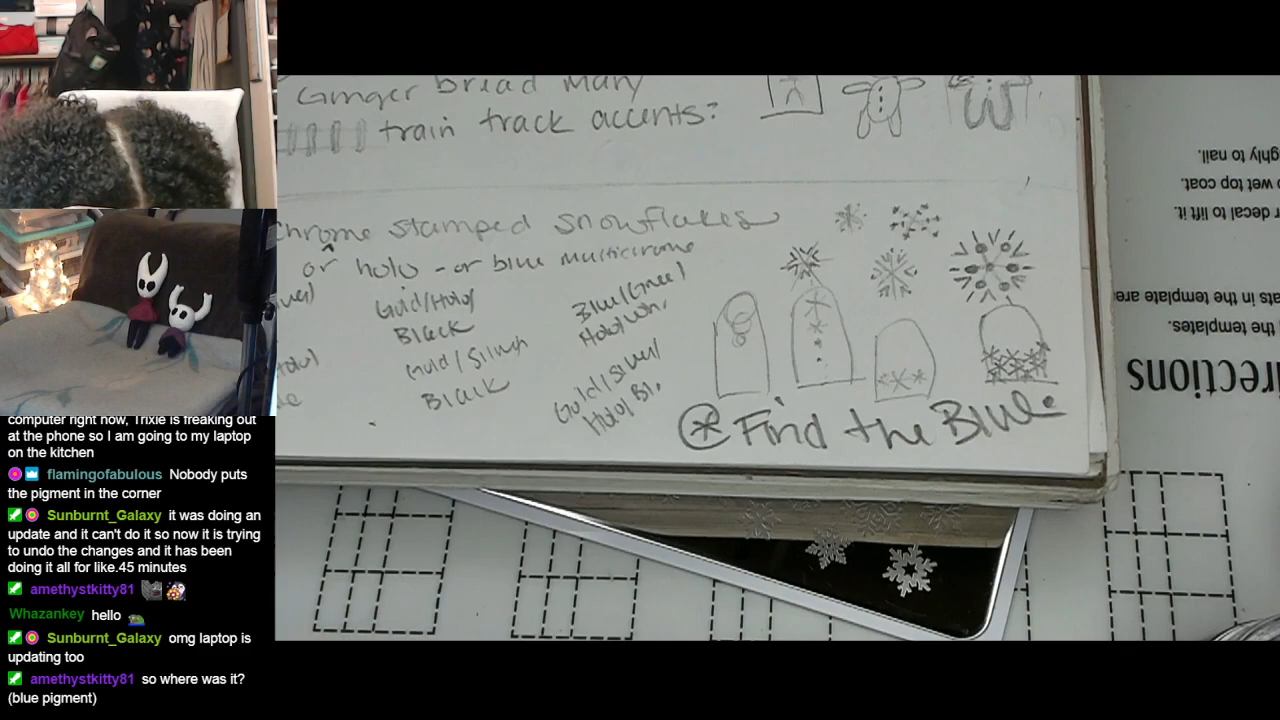 computer right now, Trixie is freaking out
at the phone so I am going to my laptop
on the kitchen
flamingofabulous Nobody puts
the pigment in the corner
Sunburnt_Galaxy it was doing an
update and it can't do it so now it is trying
to undo the changes and it has been
doing it all for like.45 minutes
amethystkitty81
Whazankey hello
Sunburnt_Galaxy omg laptop is
updating too
amethystkitty81 so where was it?
(blue pigment)
Ginger bread Man/
train track accents:
chrome stamped snowflakes
or holo - or blue multicrome
Gold/Holo/
Black
Gold/Silver
Black
Blue/Green/
Gold/Silver/
Holo/Bl.
Find the Blue
ghly to nail.
wet top coat.
r decal to lift it
ats in the template are
the templates.
rections